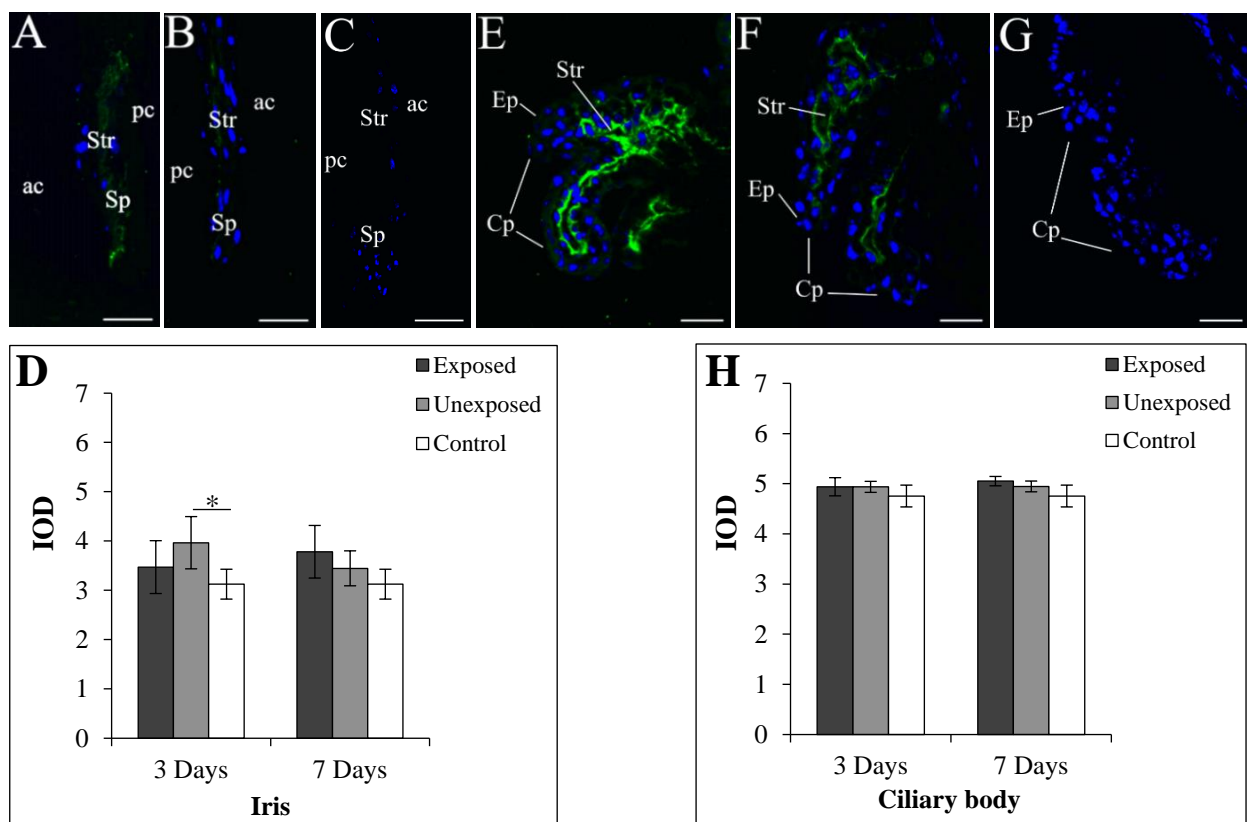 A
B
C
E
F
G
pc
Str
Sp
ac
ac
Str
pc
Sp
ac
Str
pc
Sp
Str
Ep
Cp
Str
Ep
Cp
Ep
Cp
D
Exposed
Unexposed
Control
7
6
5
4
3
2
1
0
IOD
*
3 Days
7 Days
Iris
H
Exposed
Unexposed
Control
7
6
5
4
3
2
1
0
IOD
3 Days
7 Days
Ciliary body